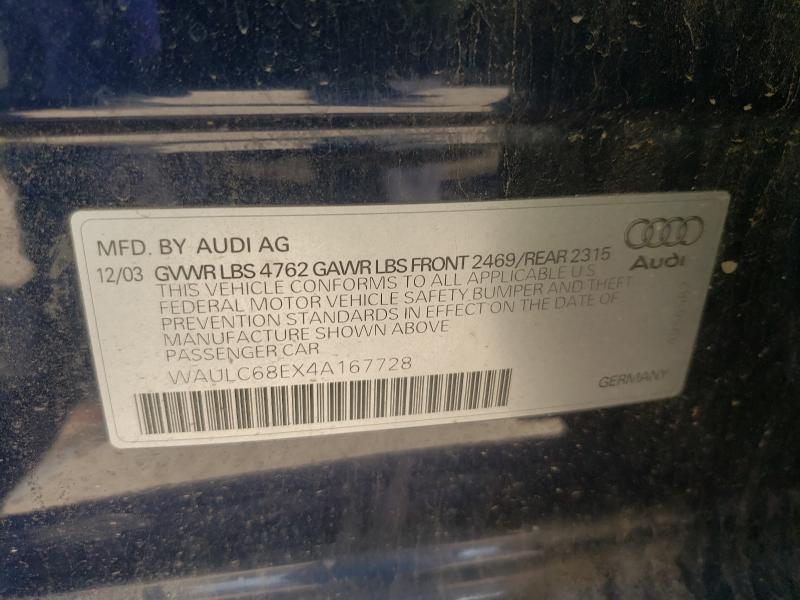 MFD. BY AUDI AG
12/03 GVWR LBS 4762 GAWR LBS FRONT 2469/REAR 2315
THIS VEHICLE CONFORMS TO ALL APPLICABLE U.S.
FEDERAL MOTOR VEHICLE SAFETY BUMPER AND THEFT
PREVENTION STANDARDS IN EFFECT ON THE DATE OF
MANUFACTURE SHOWN ABOVE
PASSENGER CAR
WAULC68EX4A167728
Audi
GERMANY